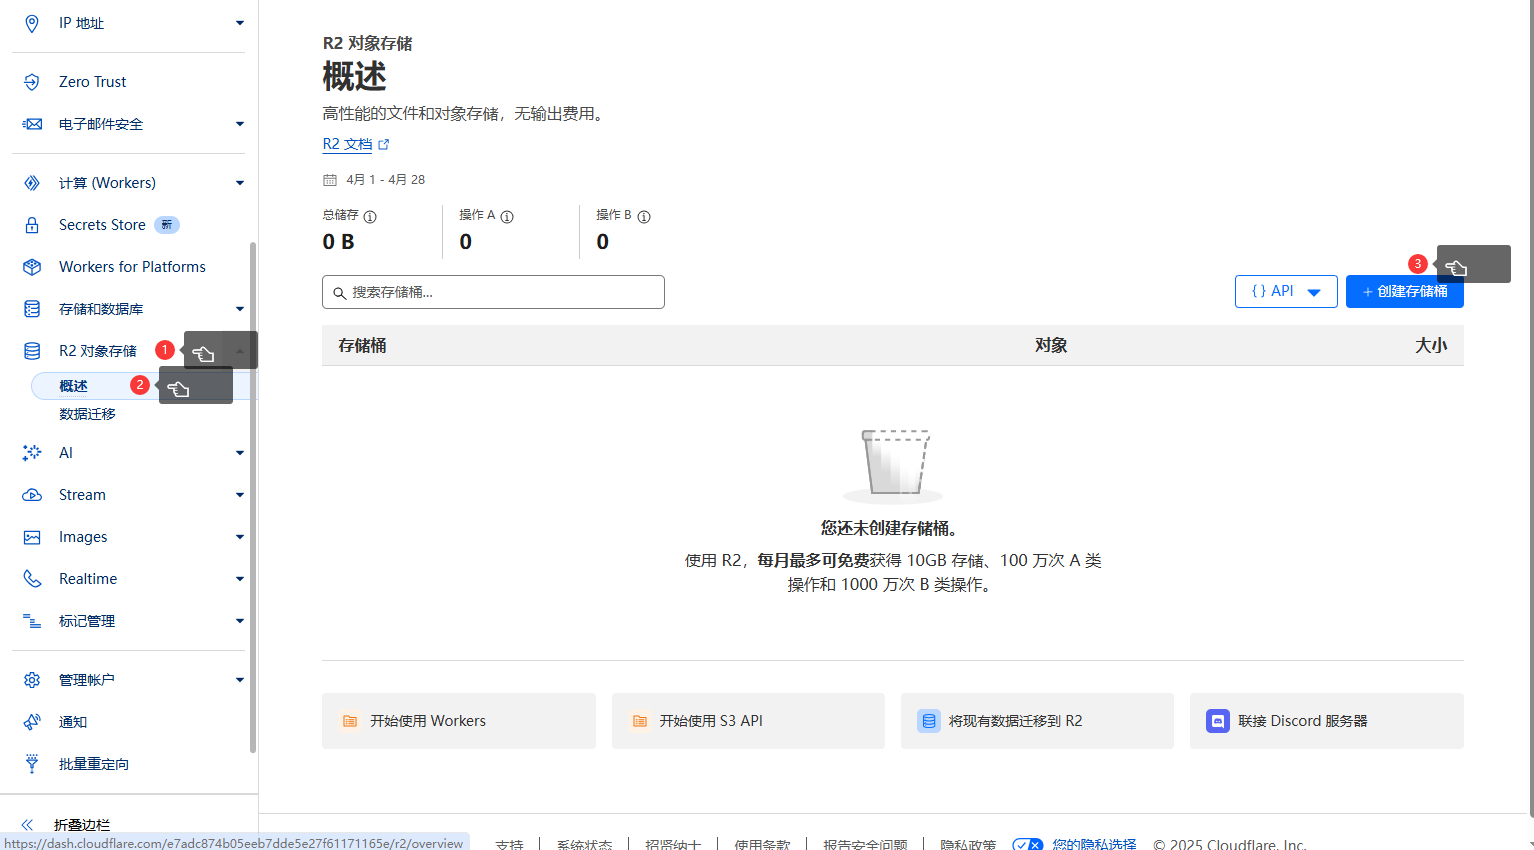 IP 地址
Zero Trust
电子邮件安全
计算 (Workers)
Secrets Store 新
Workers for Platforms
存储和数据库
R2 对象存储 1
概述 2
数据迁移
AI
Stream
Images
Realtime
标记管理
管理帐户
通知
批量重定向
折叠边栏
https://dash.cloudflare.com/e7adc874b05eeb7dde5e27f61171165e/r2/overview
R2 对象存储
概述
高性能的文件和对象存储，无输出费用。
R2 文档
4月 1 - 4月 28
总储存 操作 A 操作 B
0 B 0 0
3
搜索存储桶... {} API + 创建存储桶
存储桶 对象 大小
您还未创建存储桶。
使用 R2，每月最多可免费获得 10GB 存储、100 万次 A 类
操作和 1000 万次 B 类操作。
开始使用 Workers 开始使用 S3 API 将现有数据迁移到 R2 联接 Discord 服务器
支持 系统状态 招贤纳士 使用条款 报告安全问题 隐私政策 您的隐私选择 © 2025 Cloudflare, Inc.